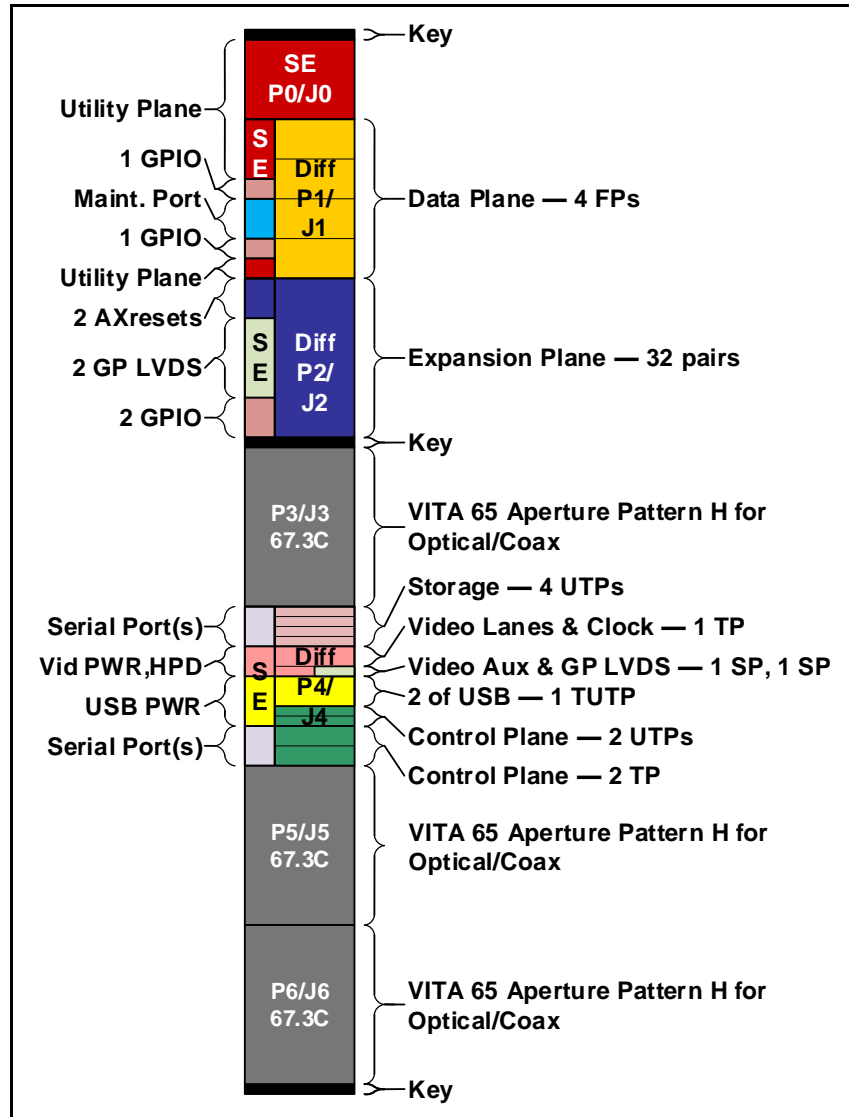 Key
SE
P0/J0
Utility Plane
S
E
1 GPIO
Diff
P1/
J1
Maint. Port
Data Plane — 4 FPs
1 GPIO
Utility Plane
2 AXresets
S
E
Diff
P2/
J2
2 GP LVDS
Expansion Plane — 32 pairs
2 GPIO
Key
P3/J3
67.3C
VITA 65 Aperture Pattern H for
Optical/Coax
Storage — 4 UTPs
Serial Port(s)
Video Lanes & Clock — 1 TP
Vid PWR,HPD
S
E
Diff
P4/
J4
Video Aux & GP LVDS — 1 SP, 1 SP
USB PWR
2 of USB — 1 TUTP
Control Plane — 2 UTPs
Serial Port(s)
Control Plane — 2 TP
P5/J5
67.3C
VITA 65 Aperture Pattern H for
Optical/Coax
P6/J6
67.3C
VITA 65 Aperture Pattern H for
Optical/Coax
Key